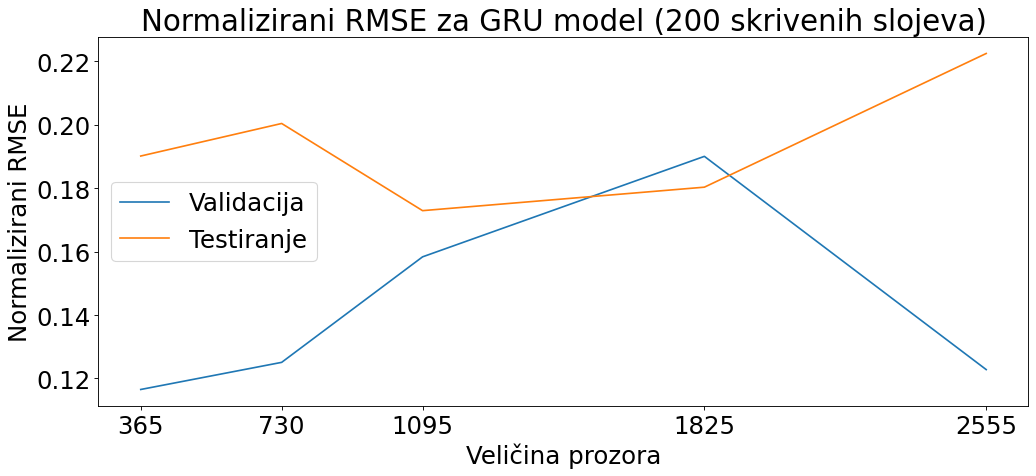 Normalizirani RMSE za GRU model (200 skrivenih slojeva)
Normalizirani RMSE
0.22
0.20
0.18
0.16
0.14
0.12
Validacija
Testiranje
365 730 1095 1825 2555
Veličina prozora